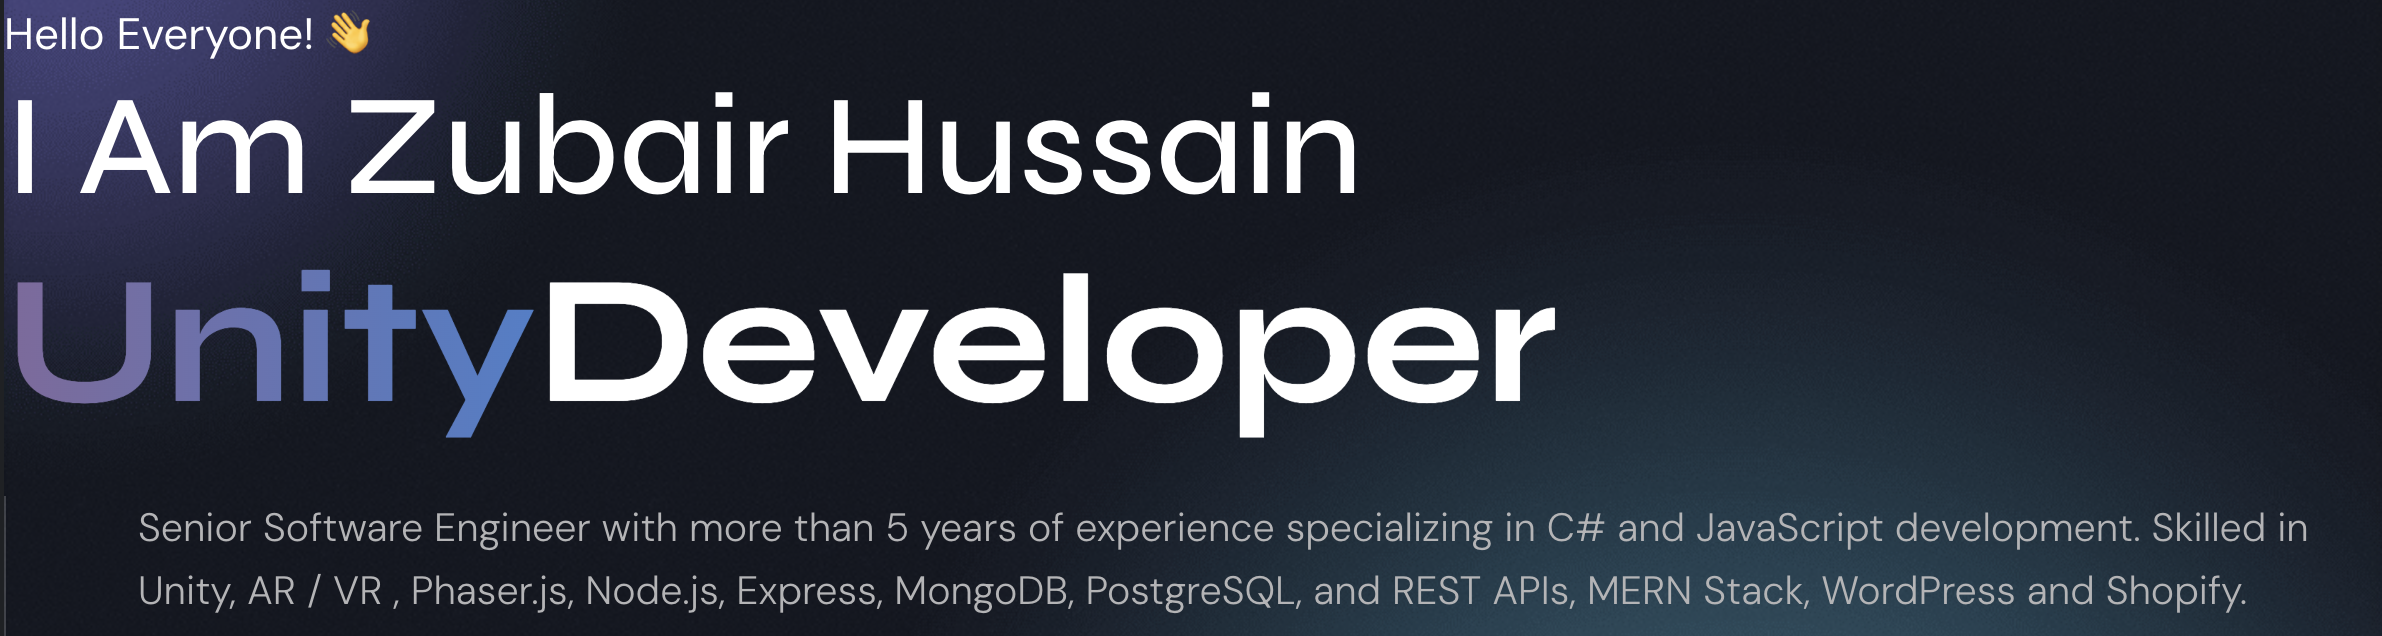 Hello Everyone! 👋
I Am Zubair Hussain
UnityDeveloper
Senior Software Engineer with more than 5 years of experience specializing in C# and JavaScript development. Skilled in
Unity, AR / VR , Phaser.js, Node.js, Express, MongoDB, PostgreSQL, and REST APIs, MERN Stack, WordPress and Shopify.